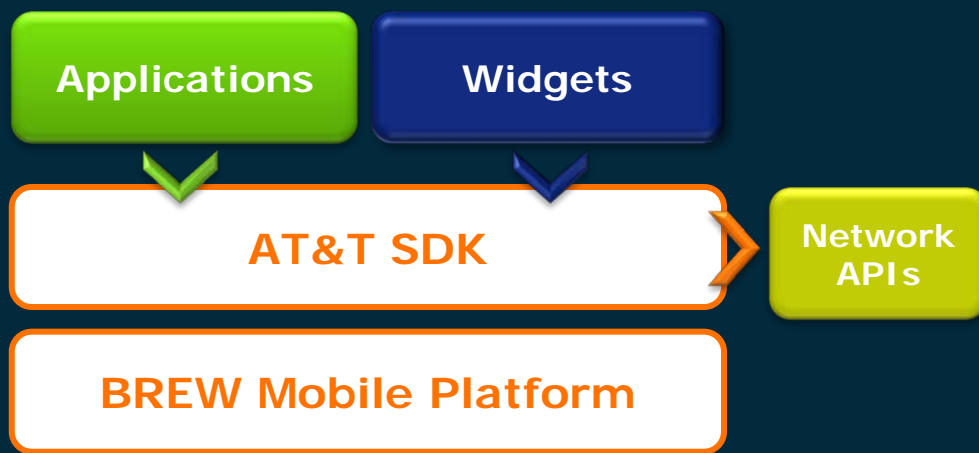 Applications
Widgets
AT&T SDK
Network
APIs
BREW Mobile Platform